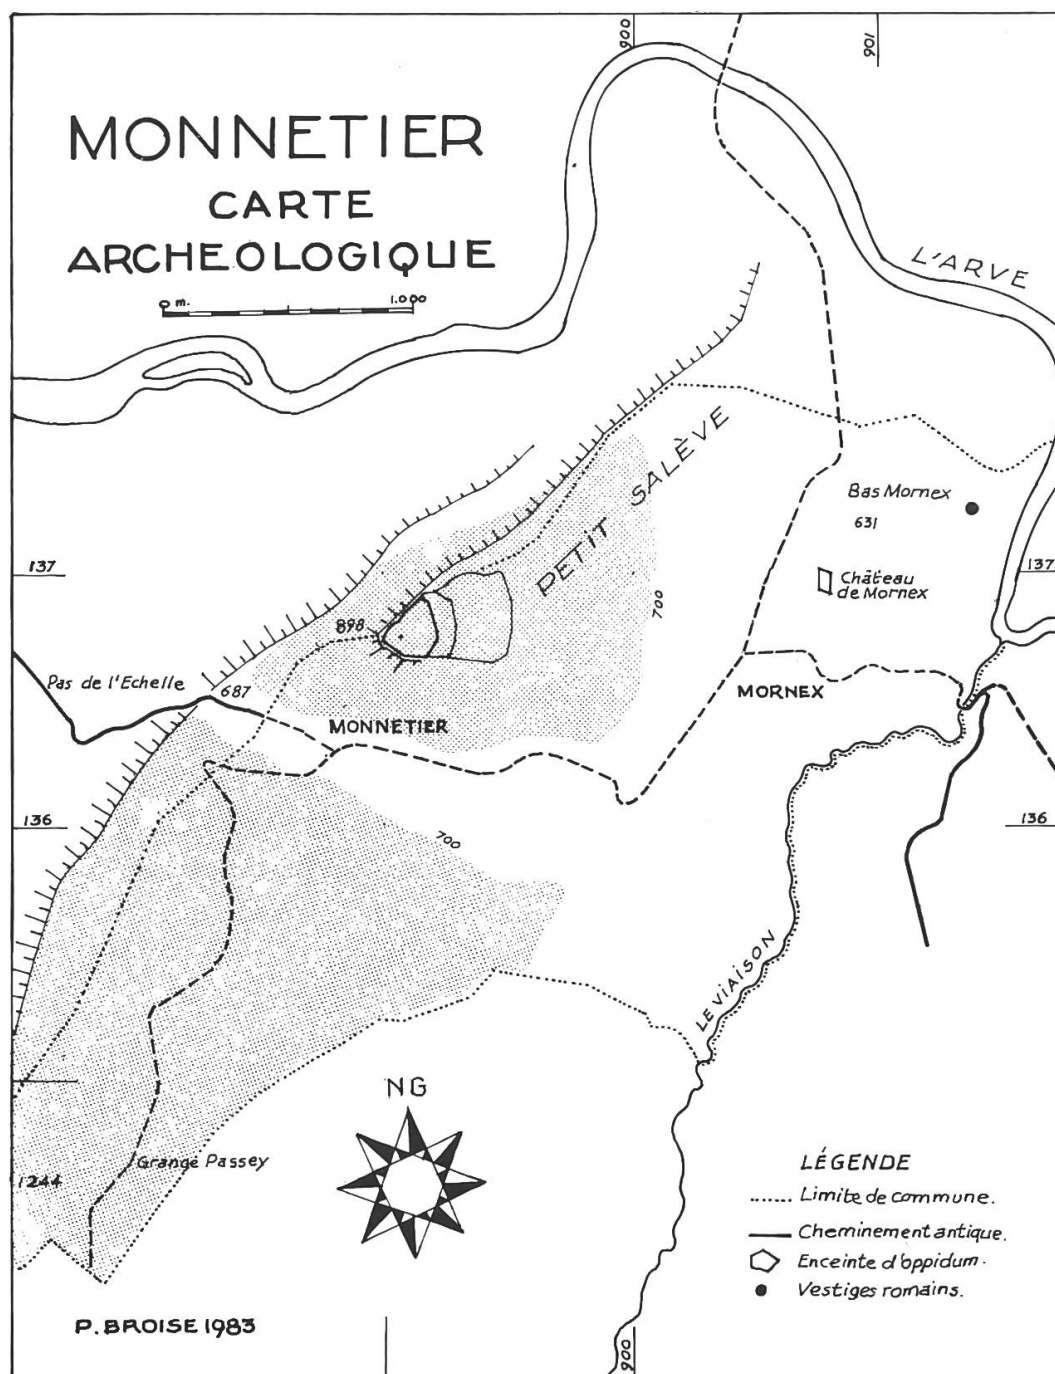 MONNETIER
CARTE
ARCHEOLOGIQUE
0 m. 1.000
900
901
L'ARVE
PETIT SALÈVE
Bas Mornex
631
137
137
Château
de Mornex
700
898
Pas de l'Echelle
687
MONNETIER
MORNEX
136
136
700
LE VIAISON
NG
Grange Passey
1244
LÉGENDE
Limite de commune.
Cheminement antique.
Enceinte d'oppidum.
Vestiges romains.
P. BROISE 1983
900